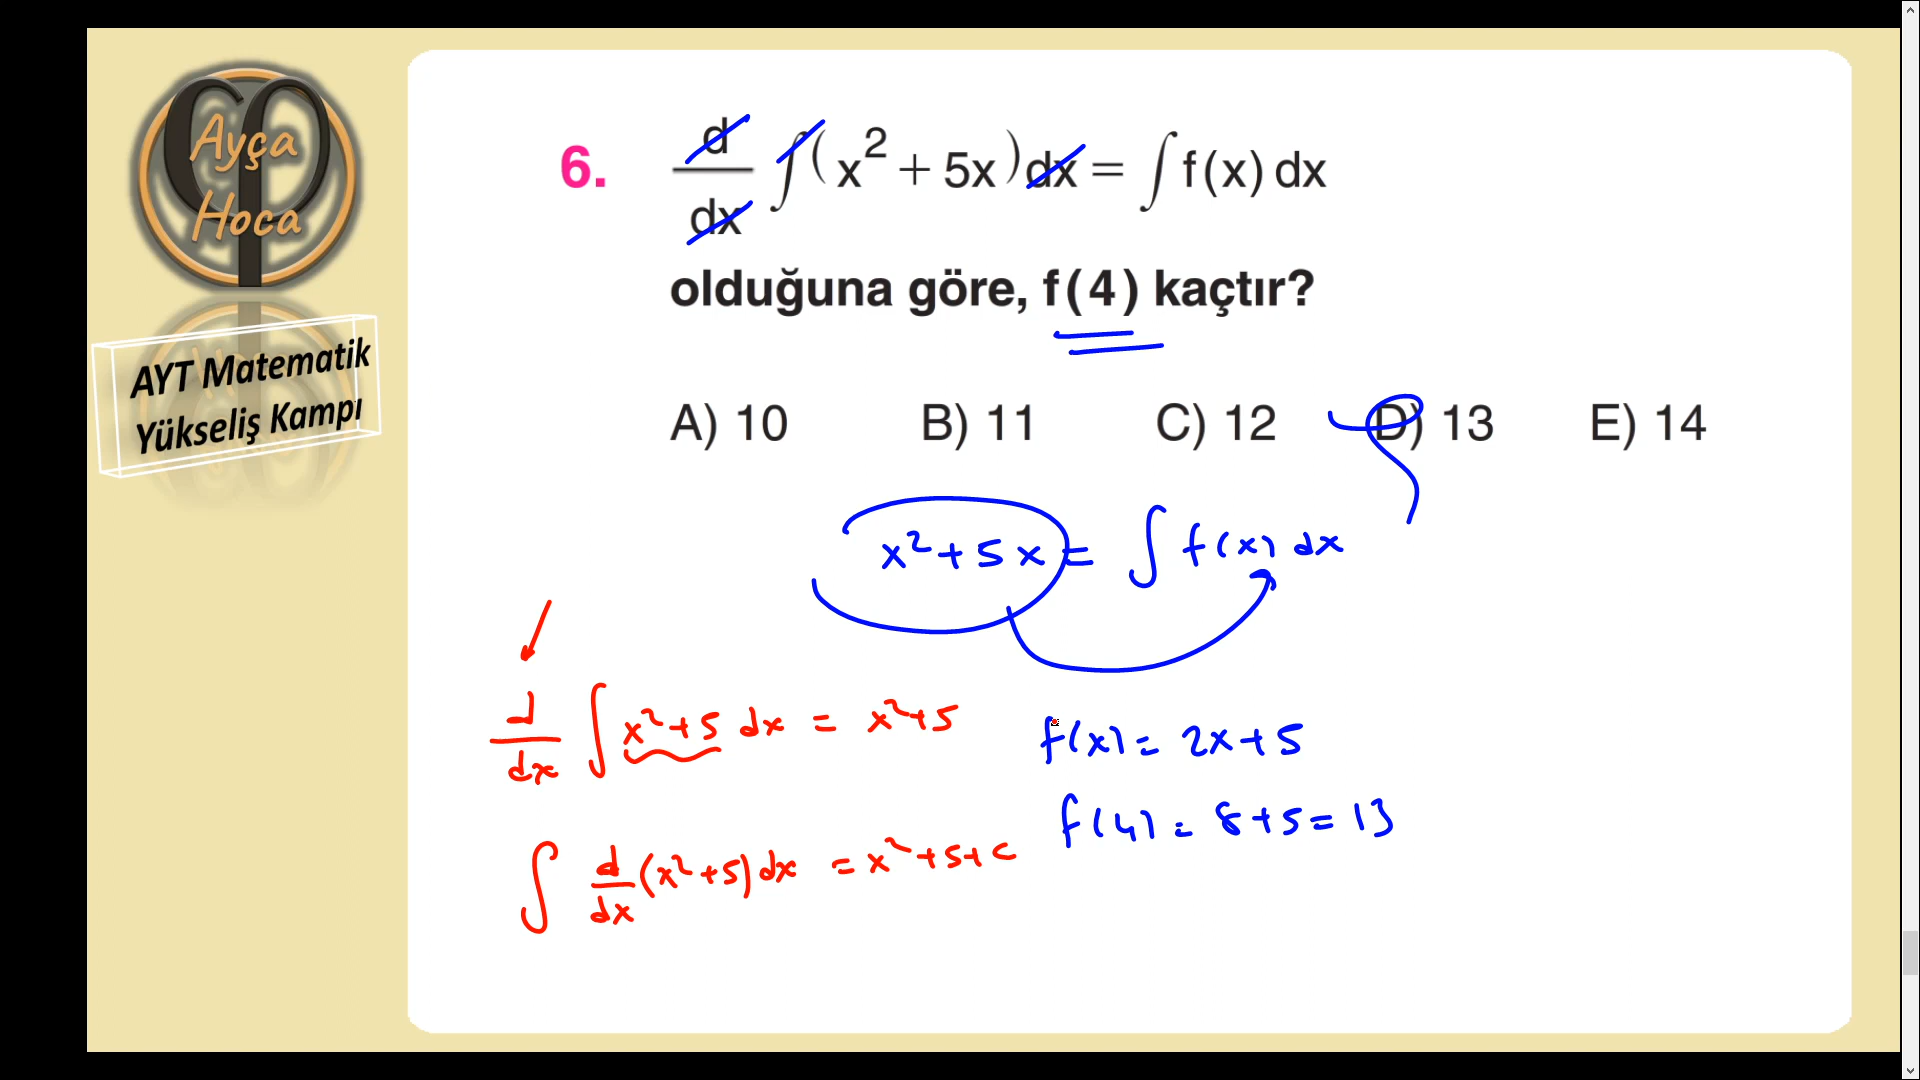 Ayça
Hoca
AYT Matematik
Yükseliş Kampı
6. d/dx ∫(x² + 5x)dx = ∫f(x) dx
olduğuna göre, f(4) kaçtır?
A) 10 B) 11 C) 12 D) 13 E) 14
x² + 5x = ∫ f(x) dx
d/dx ∫ x² + 5 dx = x² + 5
f(x) = 2x + 5
f(4) = 8 + 5 = 13
∫ d/dx (x² + 5) dx = x² + 5 + c